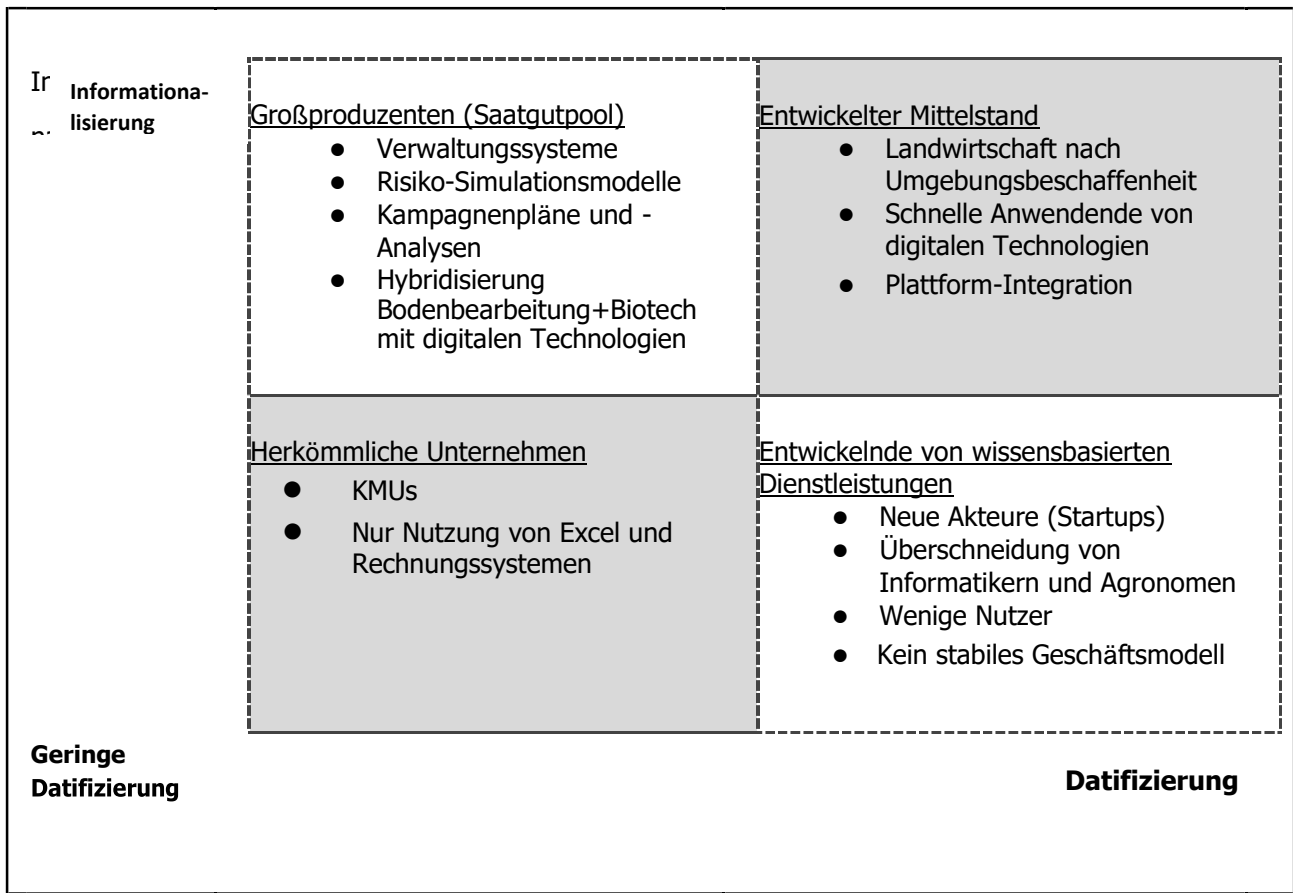 Informationa-
lisierung
Großproduzenten (Saatgutpool)
● Verwaltungssysteme
● Risiko-Simulationsmodelle
● Kampagnenpläne und -
Analysen
● Hybridisierung
Bodenbearbeitung+Biotech
mit digitalen Technologien
Entwickelter Mittelstand
● Landwirtschaft nach
Umgebungsbeschaffenheit
● Schnelle Anwendende von
digitalen Technologien
● Plattform-Integration
Herkömmliche Unternehmen
● KMUs
● Nur Nutzung von Excel und
Rechnungssystemen
Entwickelnde von wissensbasierten
Dienstleistungen
● Neue Akteure (Startups)
● Überschneidung von
Informatikern und Agronomen
● Wenige Nutzer
● Kein stabiles Geschäftsmodell
Geringe
Datifizierung
Datifizierung